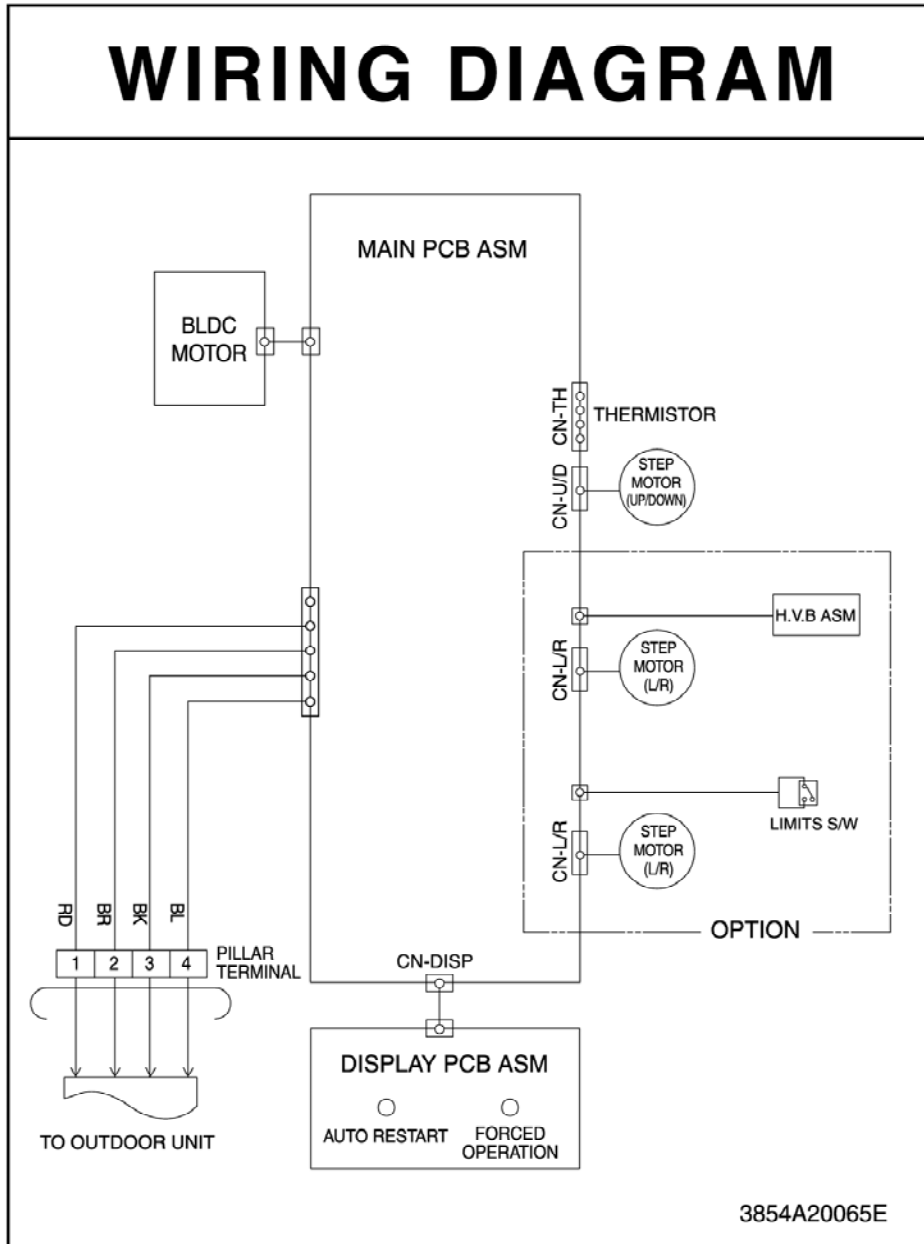 WIRING DIAGRAM
MAIN PCB ASM
BLDC
MOTOR
CN-TH
THERMISTOR
CN-U/D
STEP
MOTOR
(UP/DOWN)
H.V.B ASM
CN-L/R
STEP
MOTOR
(L/R)
LIMITS S/W
CN-L/R
STEP
MOTOR
(L/R)
OPTION
RD
BR
BK
BL
1
2
3
4
PILLAR
TERMINAL
TO OUTDOOR UNIT
CN-DISP
DISPLAY PCB ASM
AUTO RESTART
FORCED
OPERATION
3854A20065E